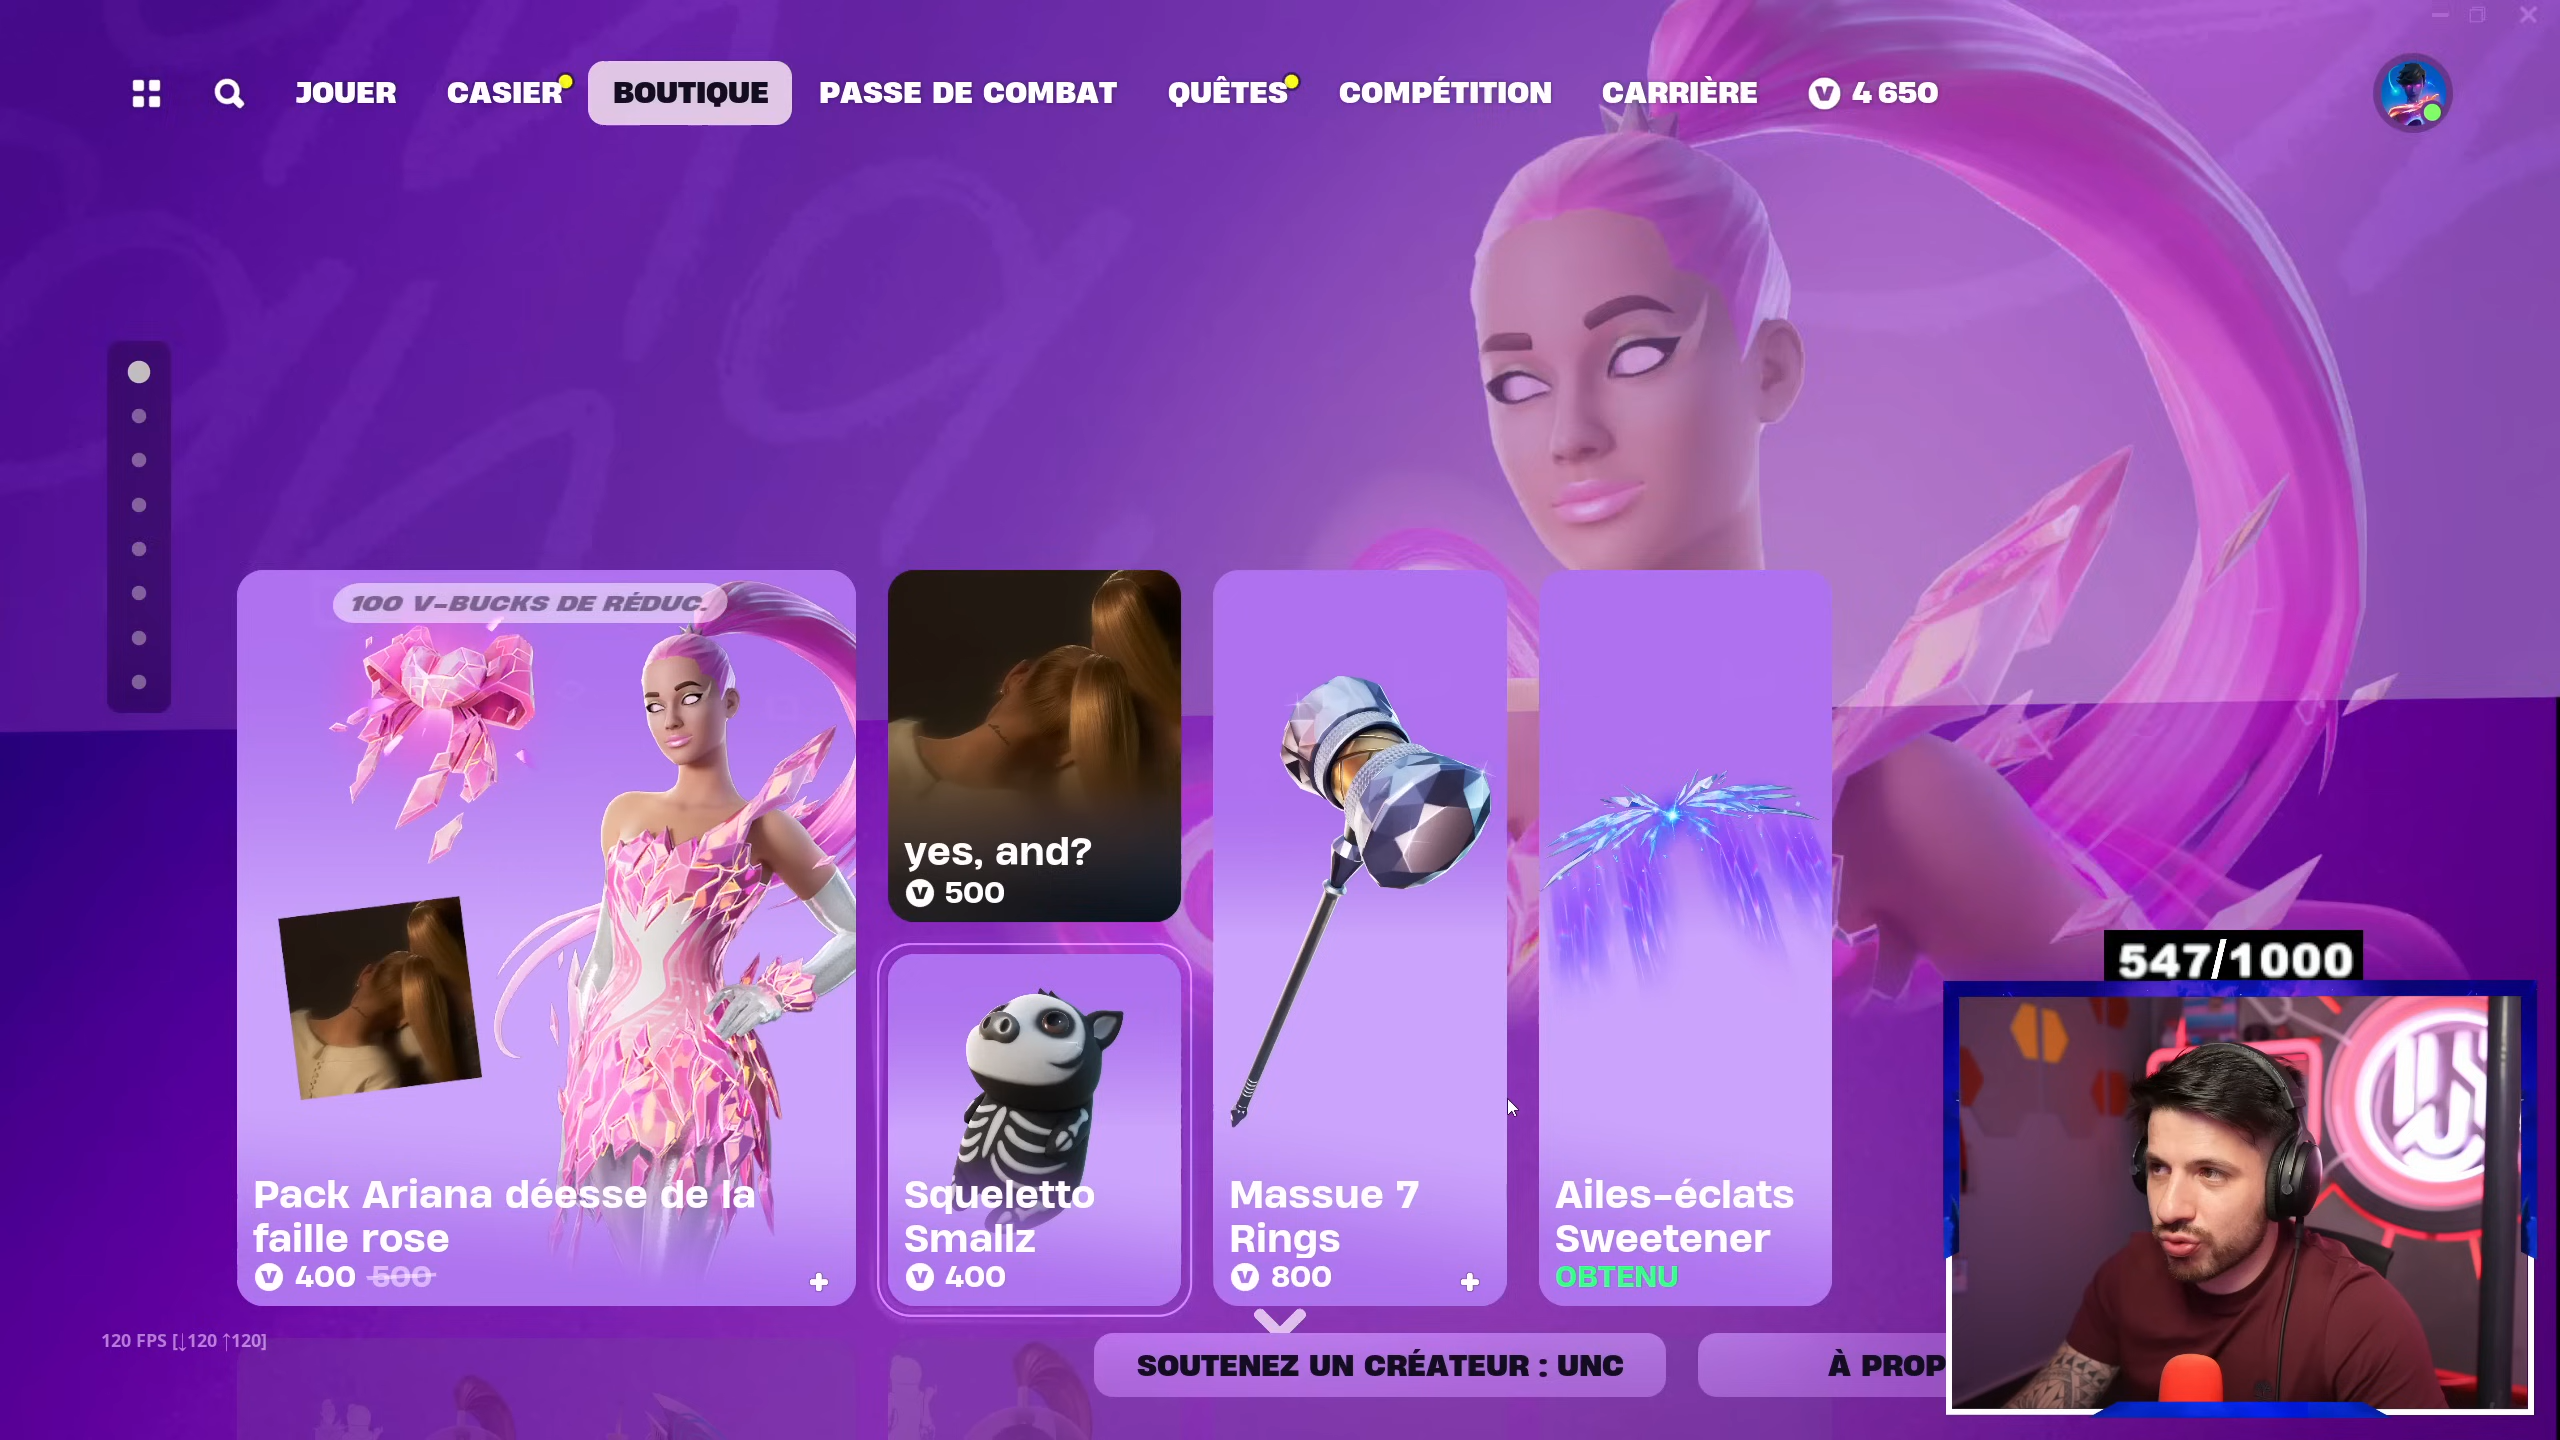 JOUER CASIER BOUTIQUE PASSE DE COMBAT QUÊTES COMPÉTITION CARRIÈRE 4 650
100 V-BUCKS DE RÉDUC.
Pack Ariana déesse de la
faille rose
400 500
yes, and?
500
Squeletto
Smallz
400
Massue 7
Rings
800
Ailes-éclats
Sweetener
OBTENU
547/1000
120 FPS [↓120 ↑120]
SOUTENEZ UN CRÉATEUR : UNC
À PROP